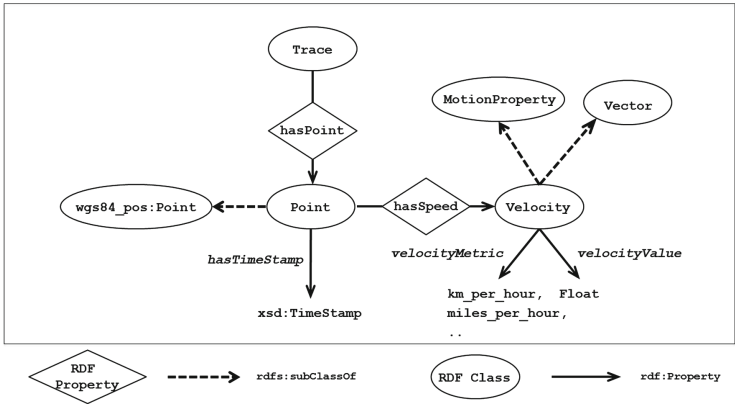 Trace
MotionProperty
Vector
hasPoint
wgs84_pos:Point
Point
hasSpeed
Velocity
hasTimeStamp
velocityMetric
velocityValue
xsd:TimeStamp
km_per_hour, Float
miles_per_hour,
..
RDF
Property
rdfs:subClassOf
RDF Class
rdf:Property